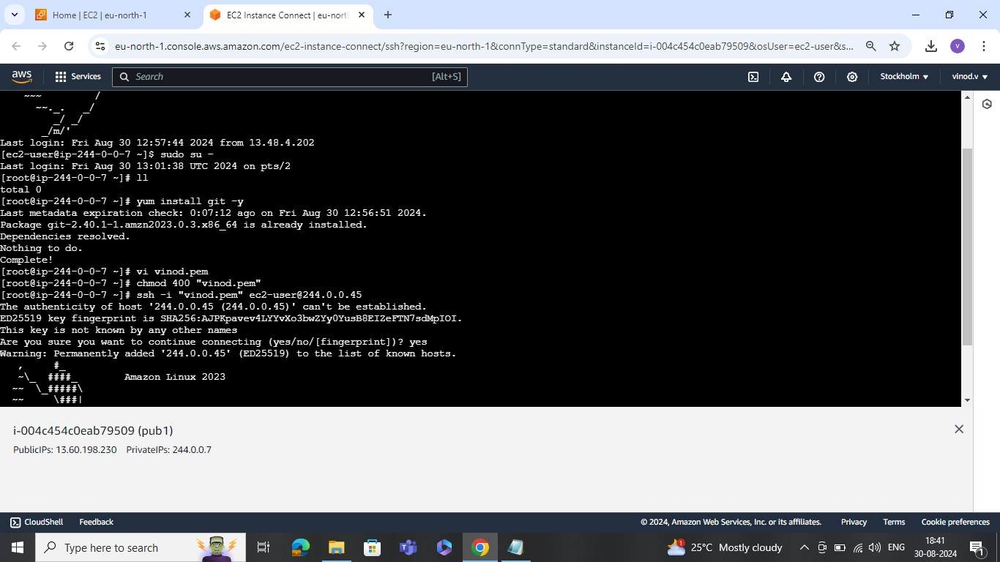 Home | EC2 | eu-north-1
EC2 Instance Connect | eu-nort
eu-north-1.console.aws.amazon.com/ec2-instance-connect/ssh?region=eu-north-1&connType=standard&instanceId=i-004c454c0eab79509&osUser=ec2-user&s...
V
aws
Services
Search
[Alt+S]
Stockholm
vinod.v
~~~ /
~~._. _/
_/ _/
_/m/'
Last login: Fri Aug 30 12:57:44 2024 from 13.48.4.202
[ec2-user@ip-244-0-0-7 ~]$ sudo su -
Last login: Fri Aug 30 13:01:38 UTC 2024 on pts/2
[root@ip-244-0-0-7 ~]# ll
total 0
[root@ip-244-0-0-7 ~]# yum install git -y
Last metadata expiration check: 0:07:12 ago on Fri Aug 30 12:56:51 2024.
Package git-2.40.1-1.amzn2023.0.3.x86_64 is already installed.
Dependencies resolved.
Nothing to do.
Complete!
[root@ip-244-0-0-7 ~]# vi vinod.pem
[root@ip-244-0-0-7 ~]# chmod 400 "vinod.pem"
[root@ip-244-0-0-7 ~]# ssh -i "vinod.pem" ec2-user@244.0.0.45
The authenticity of host '244.0.0.45 (244.0.0.45)' can't be established.
ED25519 key fingerprint is SHA256:AJPKpavev4LYYvXo3bwZYy0YusB8EIZeFTN7sdMpIOI.
This key is not known by any other names
Are you sure you want to continue connecting (yes/no/[fingerprint])? yes
Warning: Permanently added '244.0.0.45' (ED25519) to the list of known hosts.
, #_
~\_ ####_ Amazon Linux 2023
~~ \_#####\
~~ \###|
i-004c454c0eab79509 (pub1)
PublicIPs: 13.60.198.230 PrivateIPs: 244.0.0.7
CloudShell
Feedback
© 2024, Amazon Web Services, Inc. or its affiliates.
Privacy
Terms
Cookie preferences
Type here to search
1
25°C Mostly cloudy
ENG
18:41
30-08-2024
1